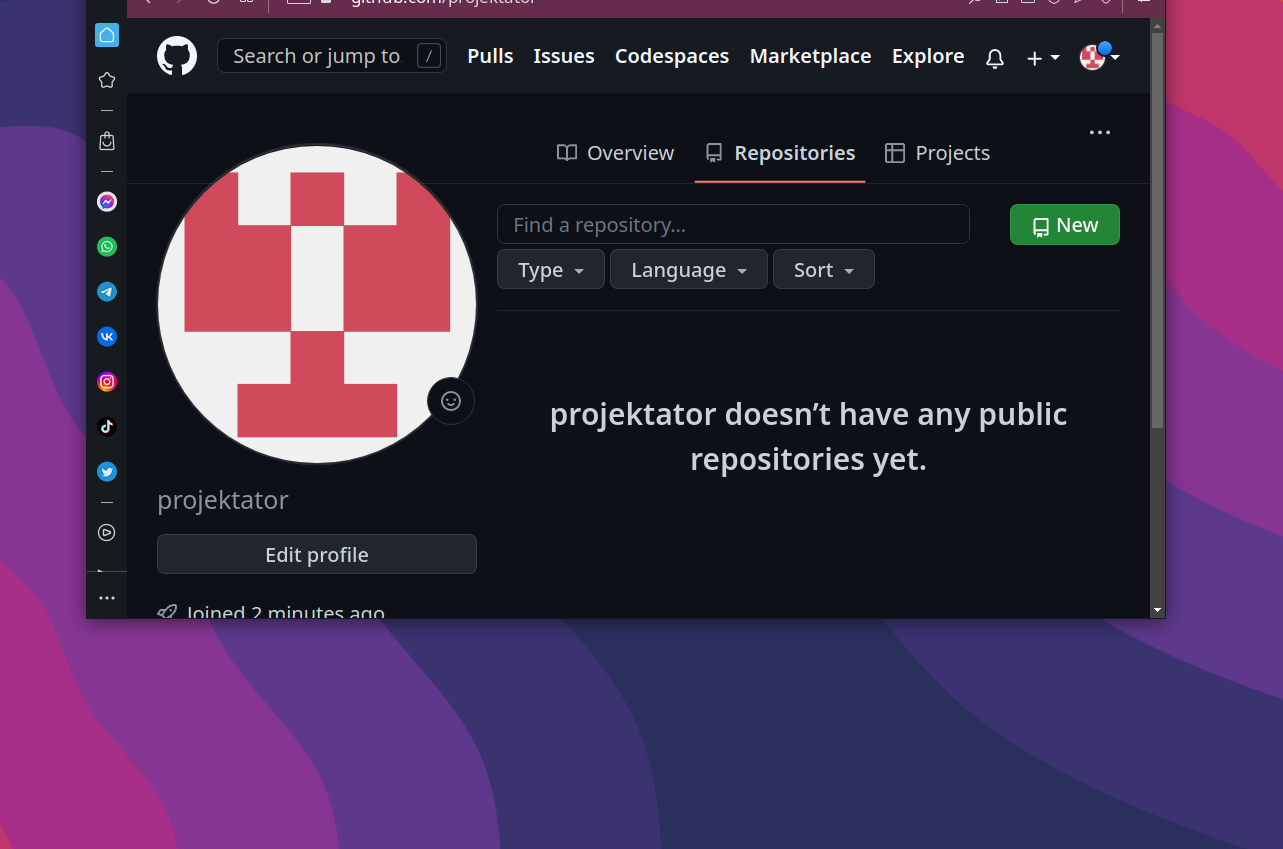 github.com/projektator
Search or jump to /
Pulls
Issues
Codespaces
Marketplace
Explore
Overview
Repositories
Projects
Find a repository...
New
Type
Language
Sort
projektator doesn’t have any public
repositories yet.
projektator
Edit profile
Joined 2 minutes ago